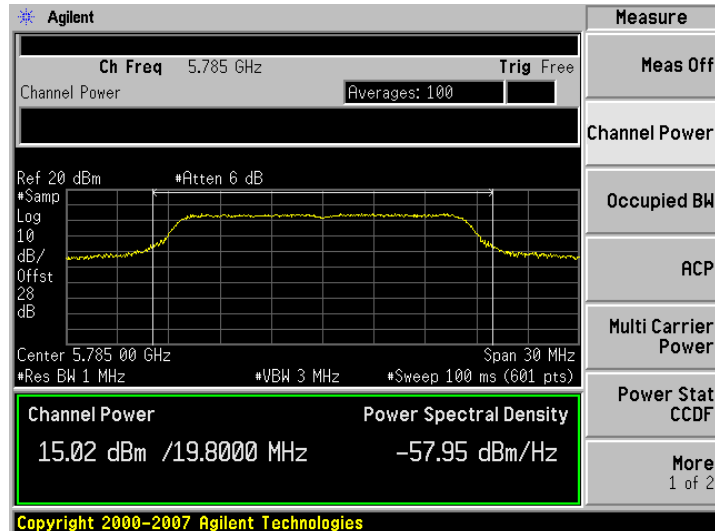 Agilent
Measure
Ch Freq 5.785 GHz Trig Free
Channel Power Averages: 100
Ref 20 dBm #Atten 6 dB
#Samp
Log
10
dB/
Offst
28
dB
Center 5.785 00 GHz Span 30 MHz
#Res BW 1 MHz #VBW 3 MHz #Sweep 100 ms (601 pts)
Channel Power Power Spectral Density
15.02 dBm /19.8000 MHz -57.95 dBm/Hz
Meas Off
Channel Power
Occupied BW
ACP
Multi Carrier
Power
Power Stat
CCDF
More
1 of 2
Copyright 2000-2007 Agilent Technologies